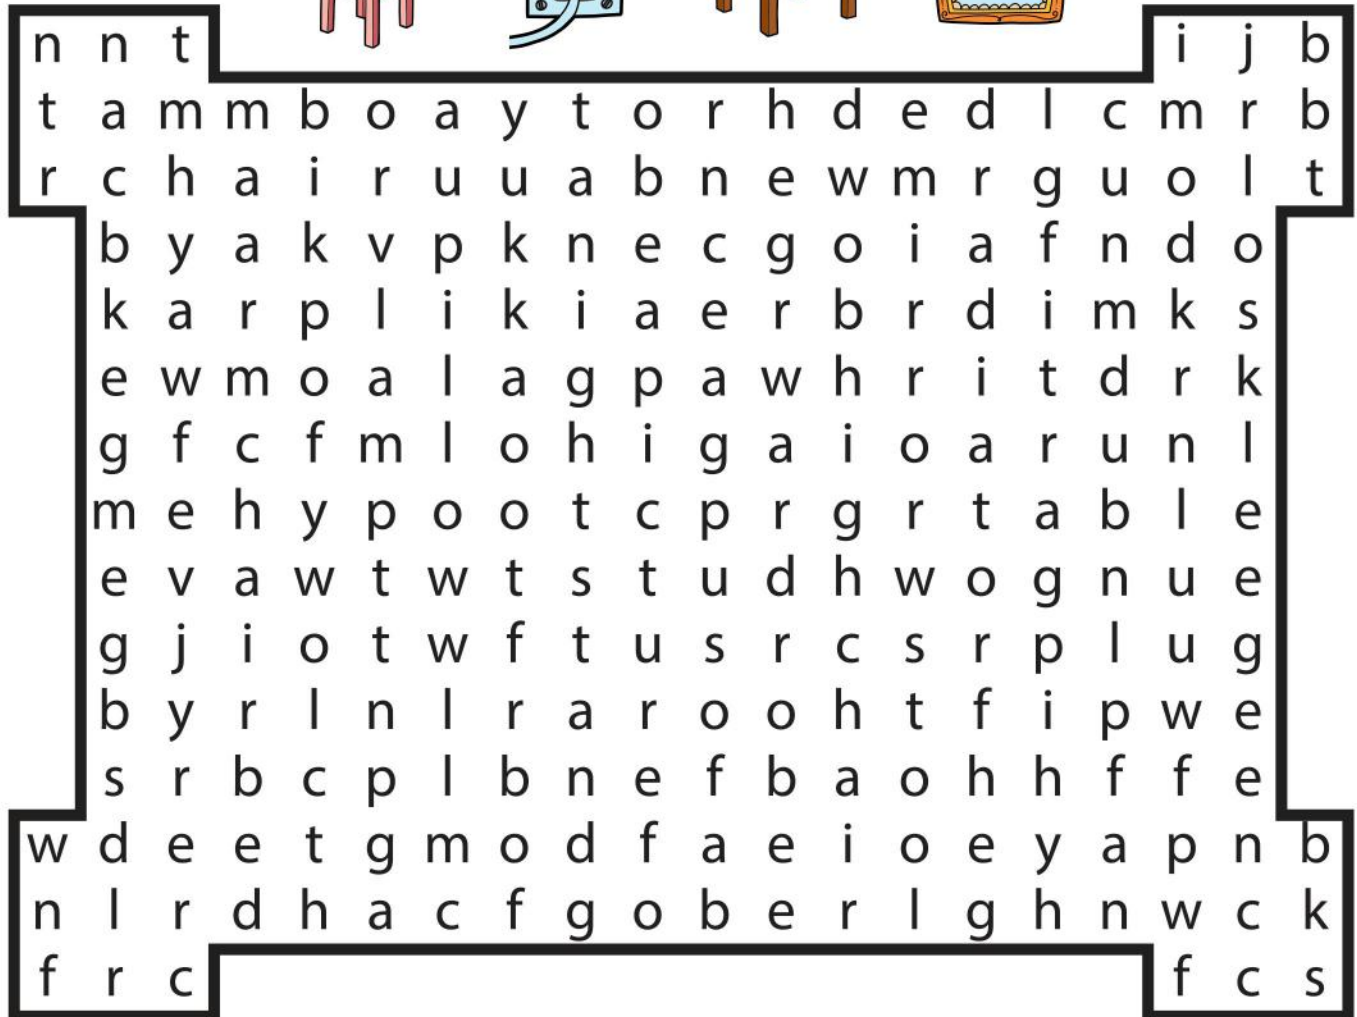 n n t i j b
t a m m b o a y t o r h d e d l c m r b
r c h a i r u u a b n e w m r g u o l t
b y a k v p k n e c g o i a f n d o
k a r p l i k i a e r b r d i m k s
e w m o a l a g p a w h r i t d r k
g f c f m l o h i g a i o a r u n l
m e h y p o o t c p r g r t a b l e
e v a w t w t s t u d h w o g n u e
g j i o t w f t u s r c s r p l u g
b y r l n l r a r o o h t f i p w e
s r b c p l b n e f b a o h h f f e
w d e e t g m o d f a e i o e y a p n b
n l r d h a c f g o b e r l g h n w c k
f r c f c s